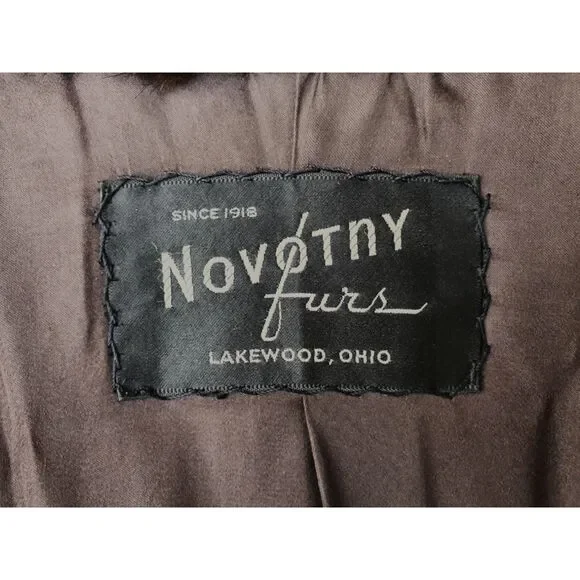 SINCE 1918
NOVOTNY
furs
LAKEWOOD, OHIO